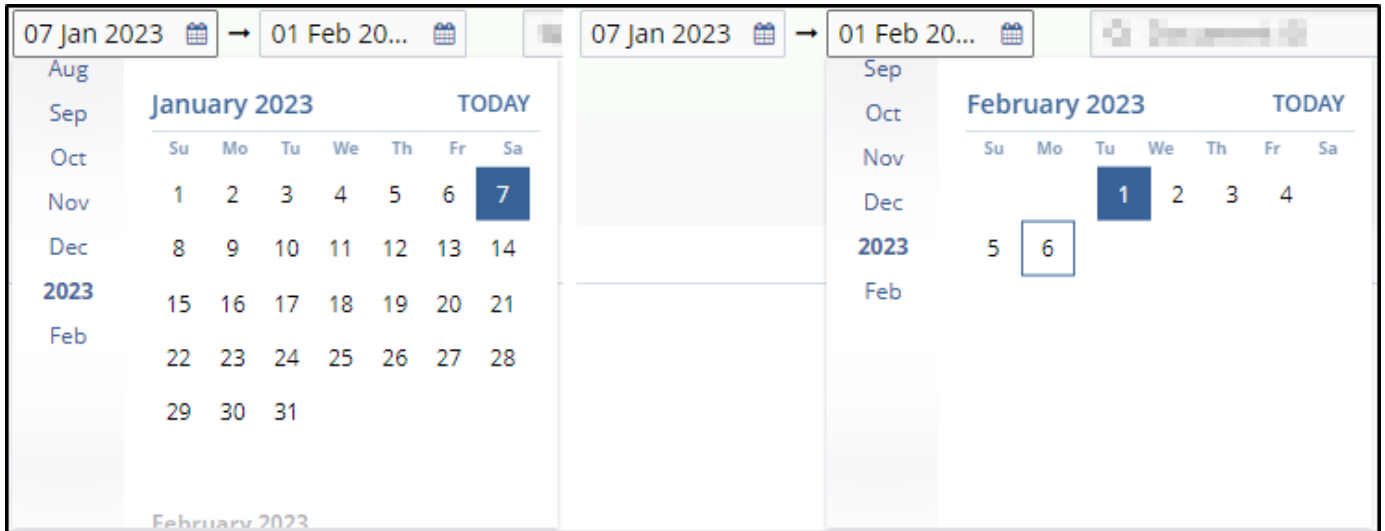 07 Jan 2023 → 01 Feb 20...
Aug
Sep
Oct
Nov
Dec
2023
Feb
January 2023 TODAY
Su Mo Tu We Th Fr Sa
1 2 3 4 5 6 7
8 9 10 11 12 13 14
15 16 17 18 19 20 21
22 23 24 25 26 27 28
29 30 31
February 2023
07 Jan 2023 → 01 Feb 20...
Sep
Oct
Nov
Dec
2023
Feb
February 2023 TODAY
Su Mo Tu We Th Fr Sa
1 2 3 4
5 6